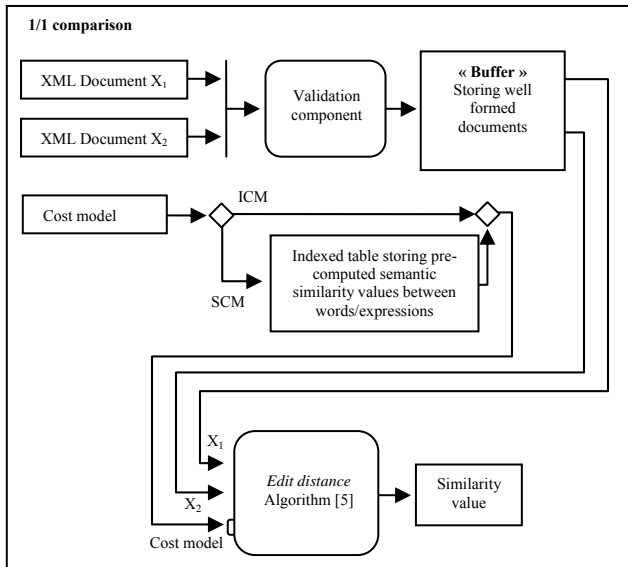 1/1 comparison
XML Document X₁
XML Document X₂
Validation
component
« Buffer »
Storing well
formed
documents
Cost model
ICM
SCM
Indexed table storing pre-
computed semantic
similarity values between
words/expressions
X₁
X₂
Cost model
Edit distance
Algorithm [5]
Similarity
value